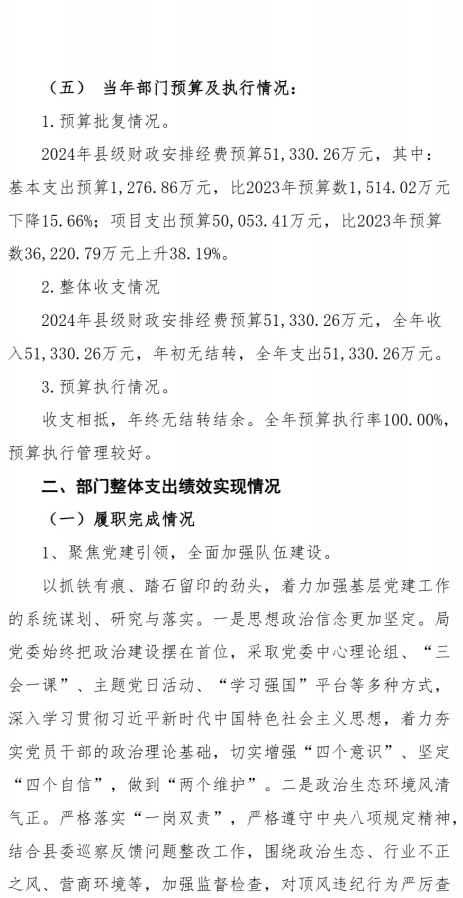 （五） 当年部门预算及执行情况：
1.预算批复情况。
2024年县级财政安排经费预算51,330.26万元，其中：
基本支出预算1,276.86万元，比2023年预算数1,514.02万元
下降15.66%；项目支出预算50,053.41万元，比2023年预算
数36,220.79万元上升38.19%。
2.整体收支情况
2024年县级财政安排经费预算51,330.26万元，全年收
入51,330.26万元，年初无结转，全年支出51,330.26万元。
3.预算执行情况。
收支相抵，年终无结转结余。全年预算执行率100.00%，
预算执行管理较好。
二、部门整体支出绩效实现情况
（一）履职完成情况
1、聚焦党建引领，全面加强队伍建设。
以抓铁有痕、踏石留印的劲头，着力加强基层党建工作
的系统谋划、研究与落实。一是思想政治信念更加坚定。局
党委始终把政治建设摆在首位，采取党委中心理论组、“三
会一课”、主题党日活动、“学习强国”平台等多种方式，
深入学习贯彻习近平新时代中国特色社会主义思想，着力夯
实党员干部的政治理论基础，切实增强“四个意识”、坚定
“四个自信”，做到“两个维护”。二是政治生态环境风清
气正。严格落实“一岗双责”，严格遵守中央八项规定精神，
结合县委巡察反馈问题整改工作，围绕政治生态、行业不正
之风、营商环境等，加强监督检查，对顶风违纪行为严厉查